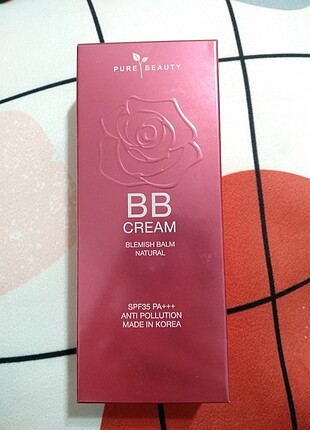 PURE BEAUTY
BB
CREAM
BLEMISH BALM
NATURAL
SPF35 PA+++
ANTI POLLUTION
MADE IN KOREA